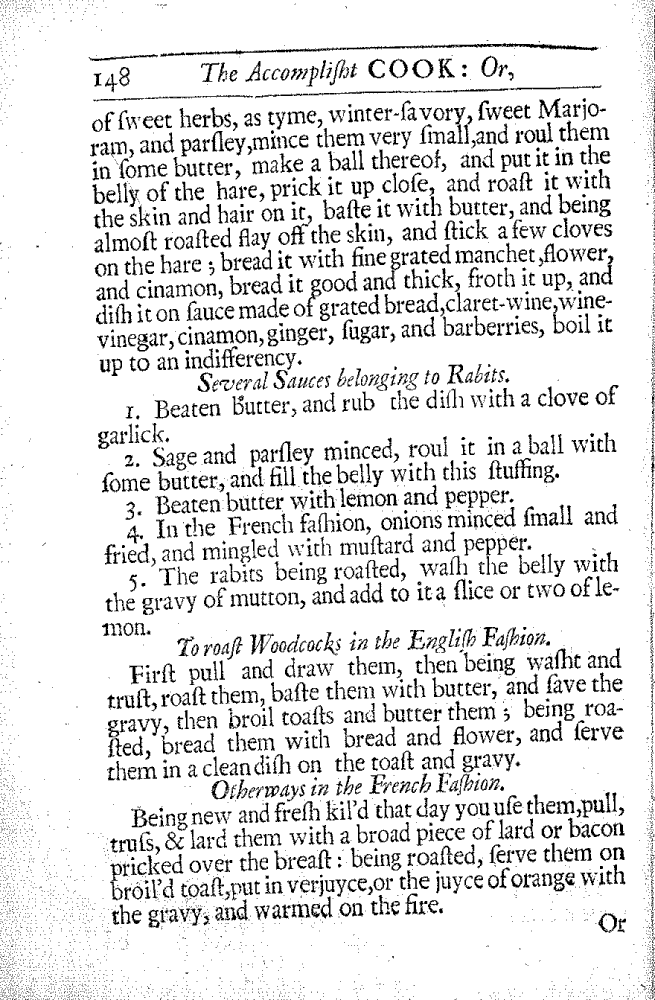 148 The Accompliſht COOK: Or,
of ſweet herbs, as tyme, winter-ſavory, ſweet Marjo-
ram, and parſley,mince them very ſmall,and roul them
in ſome butter, make a ball thereof, and put it in the
belly of the hare, prick it up cloſe, and roaſt it with
the skin and hair on it, baſte it with butter, and being
almoſt roaſted flay off the skin, and ſtick a few cloves
on the hare ; bread it with fine grated manchet,flower,
and cinamon, bread it good and thick, froth it up, and
diſh it on ſauce made of grated bread,claret-wine,wine-
vinegar,cinamon,ginger, ſugar, and barberries, boil it
up to an indifferency.
Several Sauces belonging to Rabits.
1. Beaten Butter, and rub the diſh with a clove of
garlick.
2. Sage and parſley minced, roul it in a ball with
ſome butter, and fill the belly with this ſtuffing.
3. Beaten butter with lemon and pepper.
4. In the French faſhion, onions minced ſmall and
fried, and mingled with muſtard and pepper.
5. The rabits being roaſted, waſh the belly with
the gravy of mutton, and add to it a ſlice or two of le-
mon.
To roaſt Woodcocks in the Engliſh Faſhion.
Firſt pull and draw them, then being waſht and
truſt, roaſt them, baſte them with butter, and ſave the
gravy, then broil toaſts and butter them ; being roa-
ſted, bread them with bread and flower, and ſerve
them in a clean diſh on the toaſt and gravy.
Otherways in the French Faſhion.
Being new and freſh kil'd that day you uſe them,pull,
truſs, & lard them with a broad piece of lard or bacon
pricked over the breaſt : being roaſted, ſerve them on
broil'd toaſt,put in verjuyce,or the juyce of orange with
the gravy, and warmed on the fire.
Or